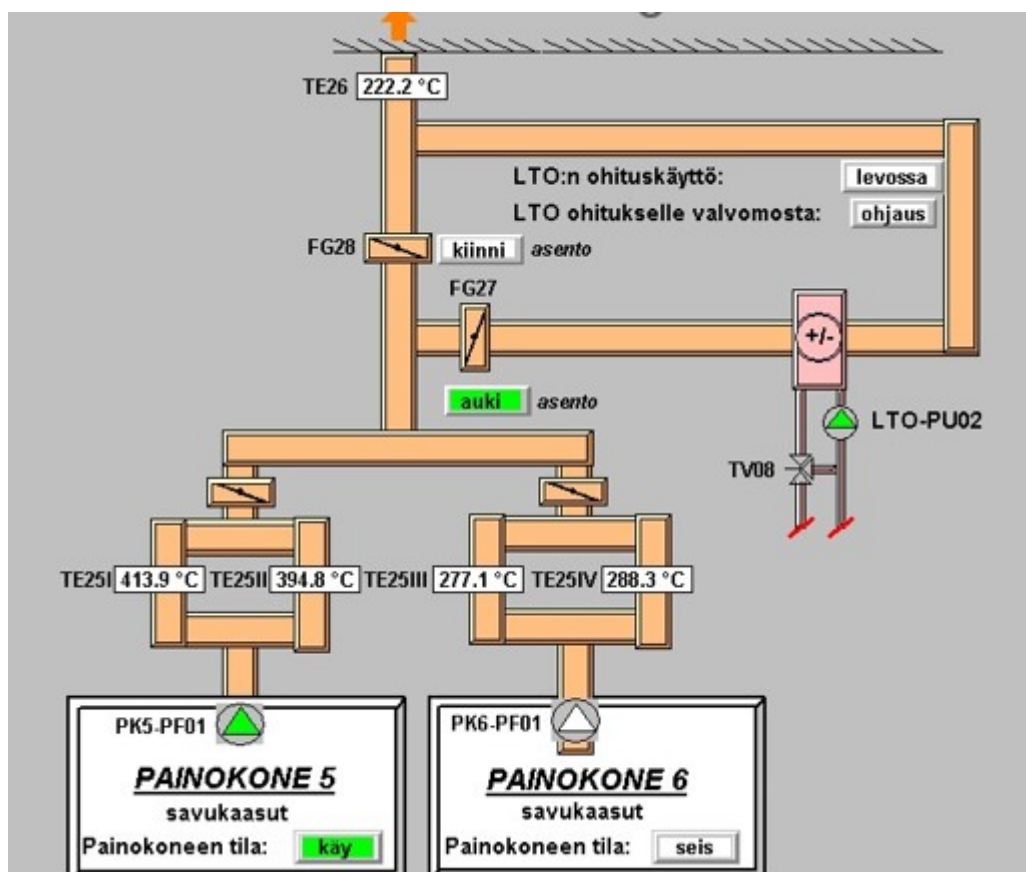 TE26 222.2 °C
LTO:n ohituskäyttö: levossa
LTO ohitukselle valvomosta: ohjaus
FG28 kiinni asento
FG27
+/-
auki asento
LTO-PU02
TV08
TE25I 413.9 °C TE25II 394.8 °C TE25III 277.1 °C TE25IV 288.3 °C
PK5-PF01 PK6-PF01
PAINOKONE 5 PAINOKONE 6
savukaasut savukaasut
Painokoneen tila: käy Painokoneen tila: seis